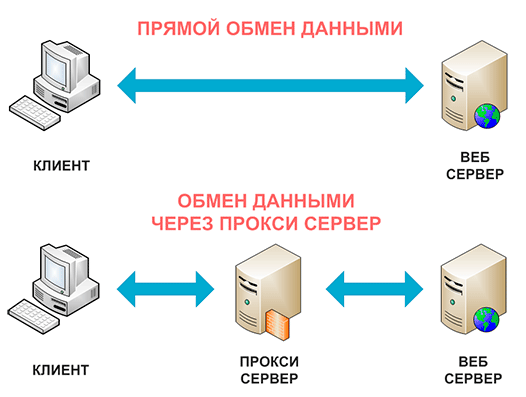 ПРЯМОЙ ОБМЕН ДАННЫМИ
КЛИЕНТ
ВЕБ
СЕРВЕР
ОБМЕН ДАННЫМИ
ЧЕРЕЗ ПРОКСИ СЕРВЕР
КЛИЕНТ
ПРОКСИ
СЕРВЕР
ВЕБ
СЕРВЕР